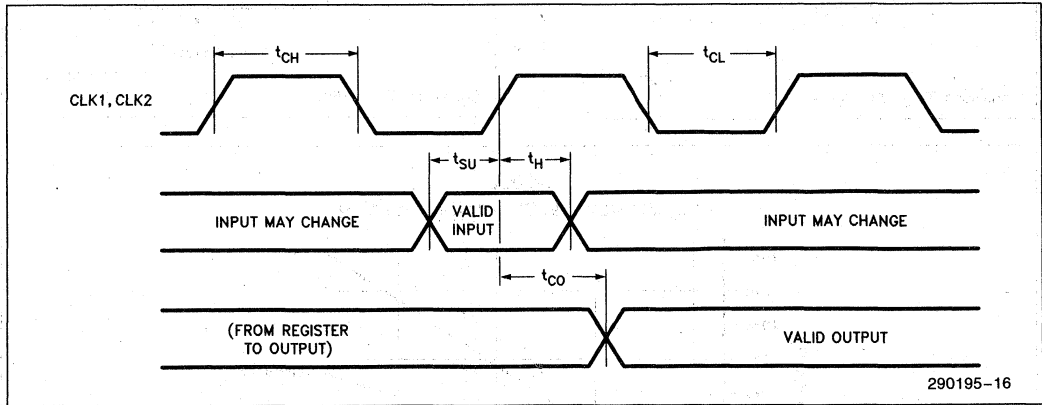 tCH
tCL
CLK1, CLK2
tSU
tH
INPUT MAY CHANGE
VALID
INPUT
INPUT MAY CHANGE
tCO
(FROM REGISTER
TO OUTPUT)
VALID OUTPUT
290195-16